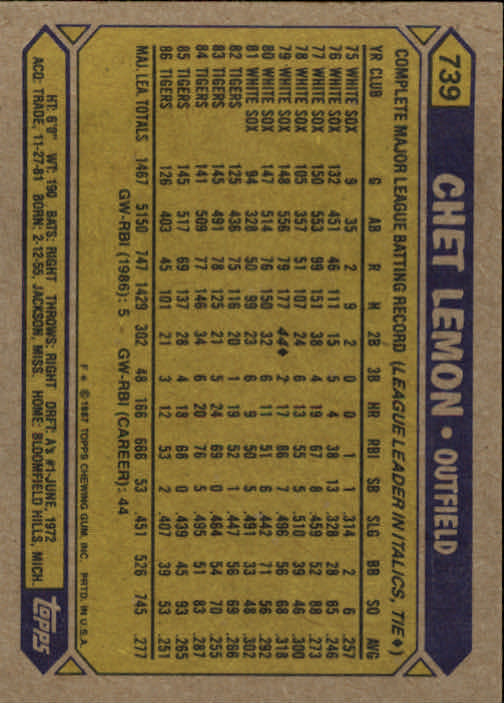 739 CHET LEMON • OUTFIELD
COMPLETE MAJOR LEAGUE BATTING RECORD (LEAGUE LEADER IN ITALICS, TIE ♦)
YR CLUB G AB R H 2B 3B HR RBI SB SLG BB SO AVG
75 WHITE SOX 9 35 2 9 2 0 0 1 1 .314 2 6 .257
76 WHITE SOX 132 451 46 111 15 5 4 38 13 .328 28 65 .246
77 WHITE SOX 150 553 99 151 38 4 19 67 8 .459 52 88 .273
78 WHITE SOX 105 357 51 107 24 6 13 55 5 .510 39 46 .300
79 WHITE SOX 148 556 79 177 44♦ 2 17 86 7 .496 56 68 .318
80 WHITE SOX 147 514 76 150 32 6 11 51 6 .442 71 56 .292
81 WHITE SOX 94 328 50 99 23 6 9 50 5 .491 33 48 .302
82 TIGERS 125 436 75 116 20 1 19 52 1 .447 56 69 .266
83 TIGERS 145 491 78 125 21 5 24 69 0 .464 54 70 .255
84 TIGERS 141 509 77 146 34 6 20 76 5 .495 51 83 .287
85 TIGERS 145 517 69 137 28 4 18 68 0 .439 45 93 .265
86 TIGERS 126 403 45 101 21 3 12 53 2 .407 39 53 .251
MAJ. LEA. TOTALS 1467 5150 747 1429 302 48 166 666 53 .451 526 745 .277
GW-RBI (1986): 5 - GW-RBI (CAREER): 44
F * © 1987 TOPPS CHEWING GUM, INC. PRTD. IN U.S.A.
HT: 6'0" WT: 190 BATS: RIGHT THROWS: RIGHT DRFT: A's #1-JUNE, 1972
ACQ: TRADE, 11-27-81 BORN: 2-12-55, JACKSON, MISS. HOME: BLOOMFIELD HILLS, MICH.
topps